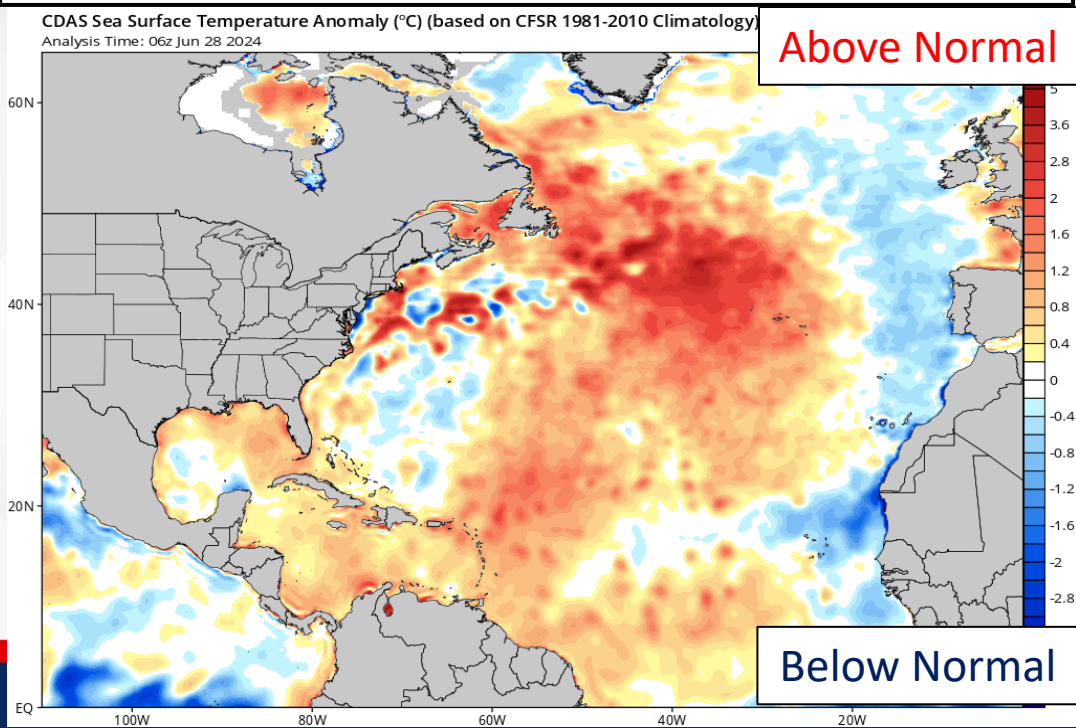 CDAS Sea Surface Temperature Anomaly (°C) (based on CFSR 1981-2010 Climatology)
Analysis Time: 06z Jun 28 2024
Above Normal
60N
40N
20N
EQ
100W
80W
60W
40W
20W
5
3.6
2.8
2
1.6
1.2
0.8
0.4
0
-0.4
-0.8
-1.2
-1.6
-2
-2.8
Below Normal